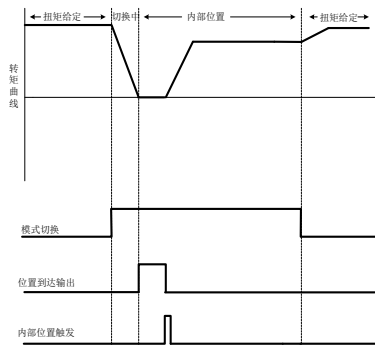 扭矩给定
切换中
内部位置
扭矩给定
转矩曲线
模式切换
位置到达输出
内部位置触发